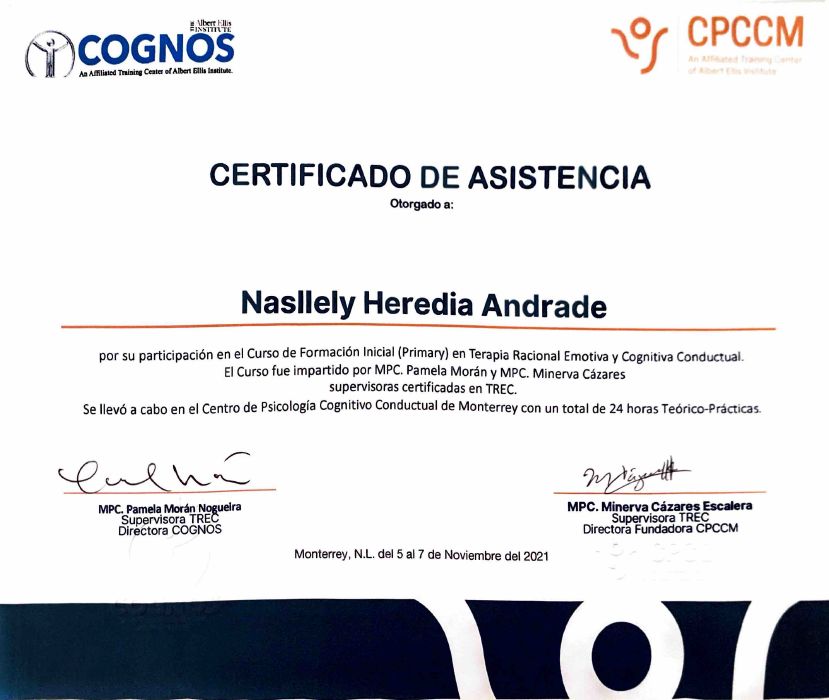 Albert Ellis
INSTITUTE
COGNOS
An Affiliated Training Center of Albert Ellis Institute.
CPCCM
An Affiliated Training Center
of Albert Ellis Institute
CERTIFICADO DE ASISTENCIA
Otorgado a:
Nasllely Heredia Andrade
por su participación en el Curso de Formación Inicial (Primary) en Terapia Racional Emotiva y Cognitiva Conductual.
El Curso fue impartido por MPC. Pamela Morán y MPC. Minerva Cázares
supervisoras certificadas en TREC.
Se llevó a cabo en el Centro de Psicología Cognitivo Conductual de Monterrey con un total de 24 horas Teórico-Prácticas.
MPC. Pamela Morán Nogueira
Supervisora TREC
Directora COGNOS
MPC. Minerva Cázares Escalera
Supervisora TREC
Directora Fundadora CPCCM
Monterrey, N.L. del 5 al 7 de Noviembre del 2021